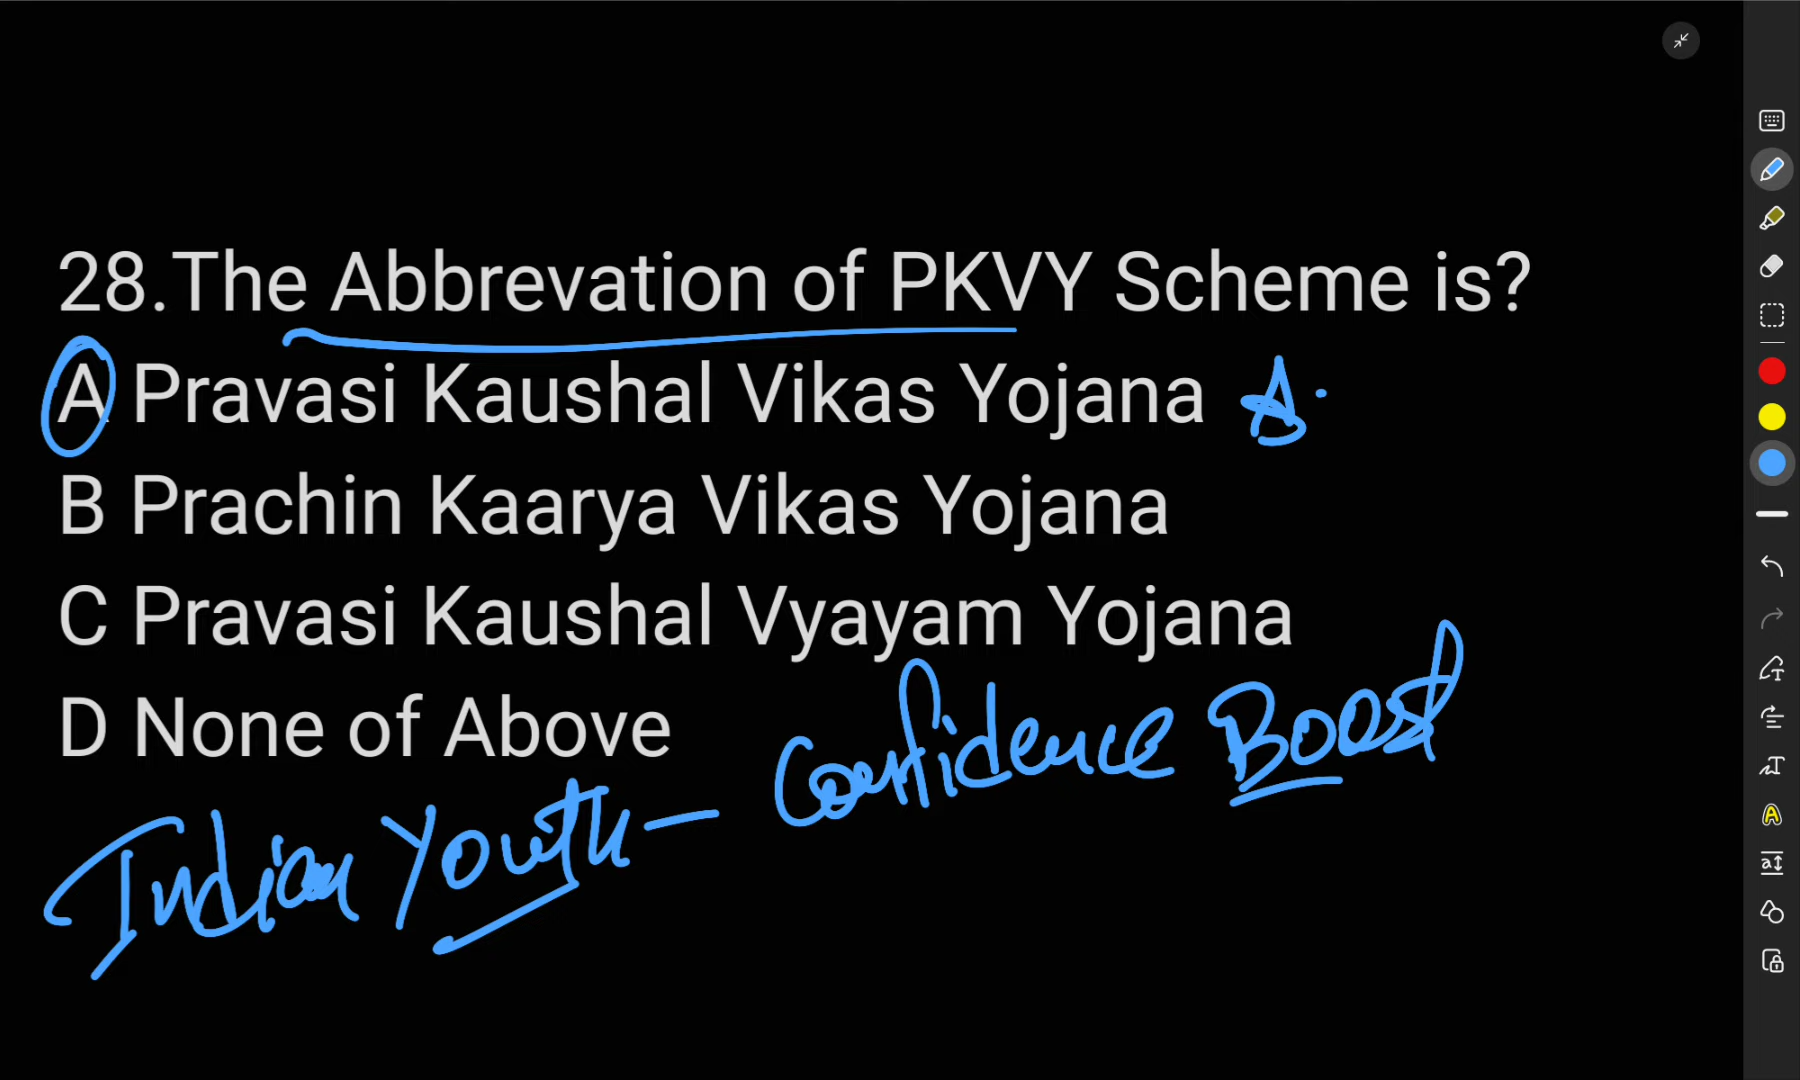 28.The Abbrevation of PKVY Scheme is?
A Pravasi Kaushal Vikas Yojana A.
B Prachin Kaarya Vikas Yojana
C Pravasi Kaushal Vyayam Yojana
D None of Above
Indian Youth - Confidence Boost